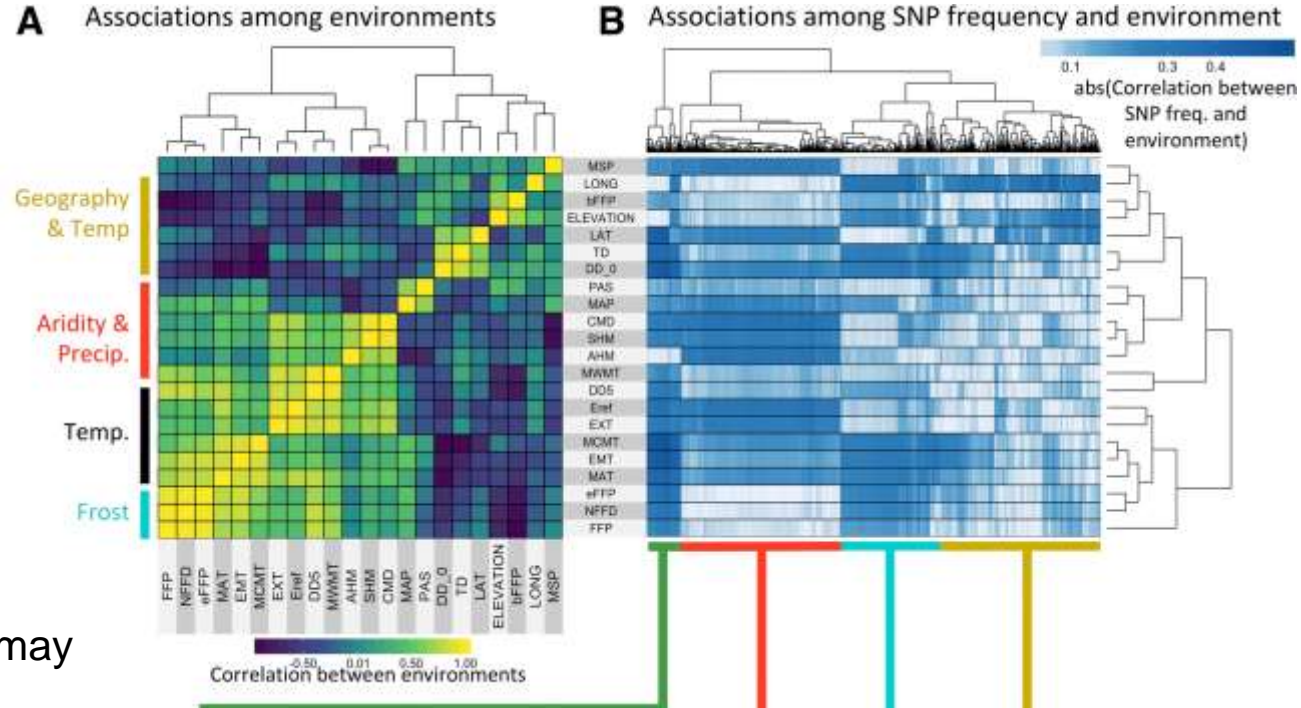 A Associations among environments
B Associations among SNP frequency and environment
0.1 0.3 0.4
abs(Correlation between
SNP freq. and
environment)
Geography
& Temp
Aridity &
Precip.
Temp.
Frost
MSP
LONG
bFFP
ELEVATION
LAT
TD
DD_0
PAS
MAP
CMD
SHM
AHM
MWMT
DD5
Eref
EXT
MCMT
EMT
MAT
eFFP
NFFD
FFP
FFP NFFD eFFP MAT EMT MCMT EXT Eref DD5 MWMT AHM SHM CMD MAP PAS DD_0 TD LAT ELEVATION bFFP LONG MSP
may
-0.50 0.01 0.50 1.00
Correlation between environments